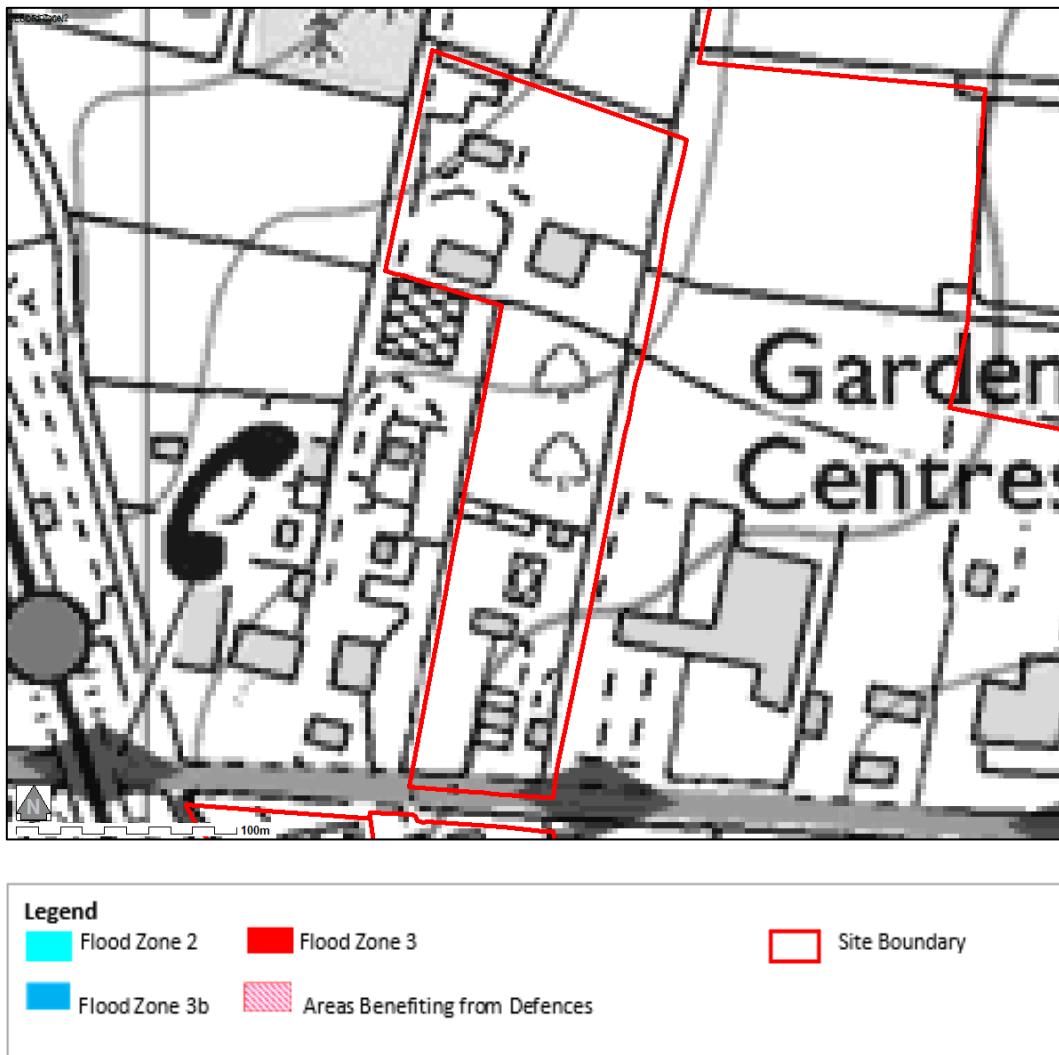 Garden
Centres
N
100m
Legend
Flood Zone 2
Flood Zone 3
Site Boundary
Flood Zone 3b
Areas Benefiting from Defences